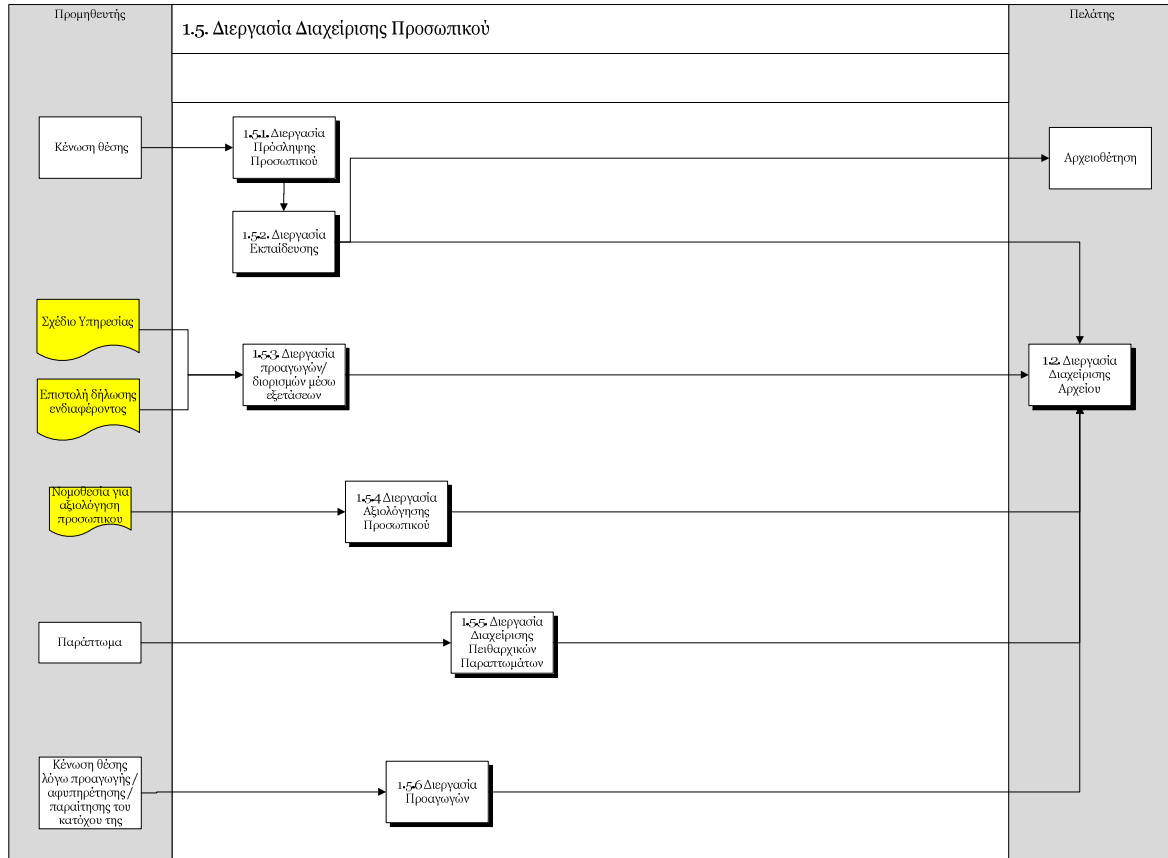 Προμηθευτής
1.5. Διεργασία Διαχείρισης Προσωπικού
Πελάτης
Κένωση θέσης
1.5.1. Διεργασία
Πρόσληψης
Προσωπικού
Αρχειοθέτηση
1.5.2. Διεργασία
Εκπαίδευσης
Σχέδιο Υπηρεσίας
Επιστολή δήλωσης
ενδιαφέροντος
1.5.3. Διεργασία
προαγωγών/
διορισμών μέσω
εξετάσεων
1.2. Διεργασία
Διαχείρισης
Αρχείου
Νομοθεσία για
αξιολόγηση
προσωπικου
1.5.4 Διεργασία
Αξιολόγησης
Προσωπικού
Παράπτωμα
1.5.5. Διεργασία
Διαχείρισης
Πειθαρχικών
Παραπτωμάτων
Κένωση θέσης
λόγω προαγωγής/
αφυπηρέτησης/
παραίτησης του
κατόχου της
1.5.6 Διεργασία
Προαγωγών